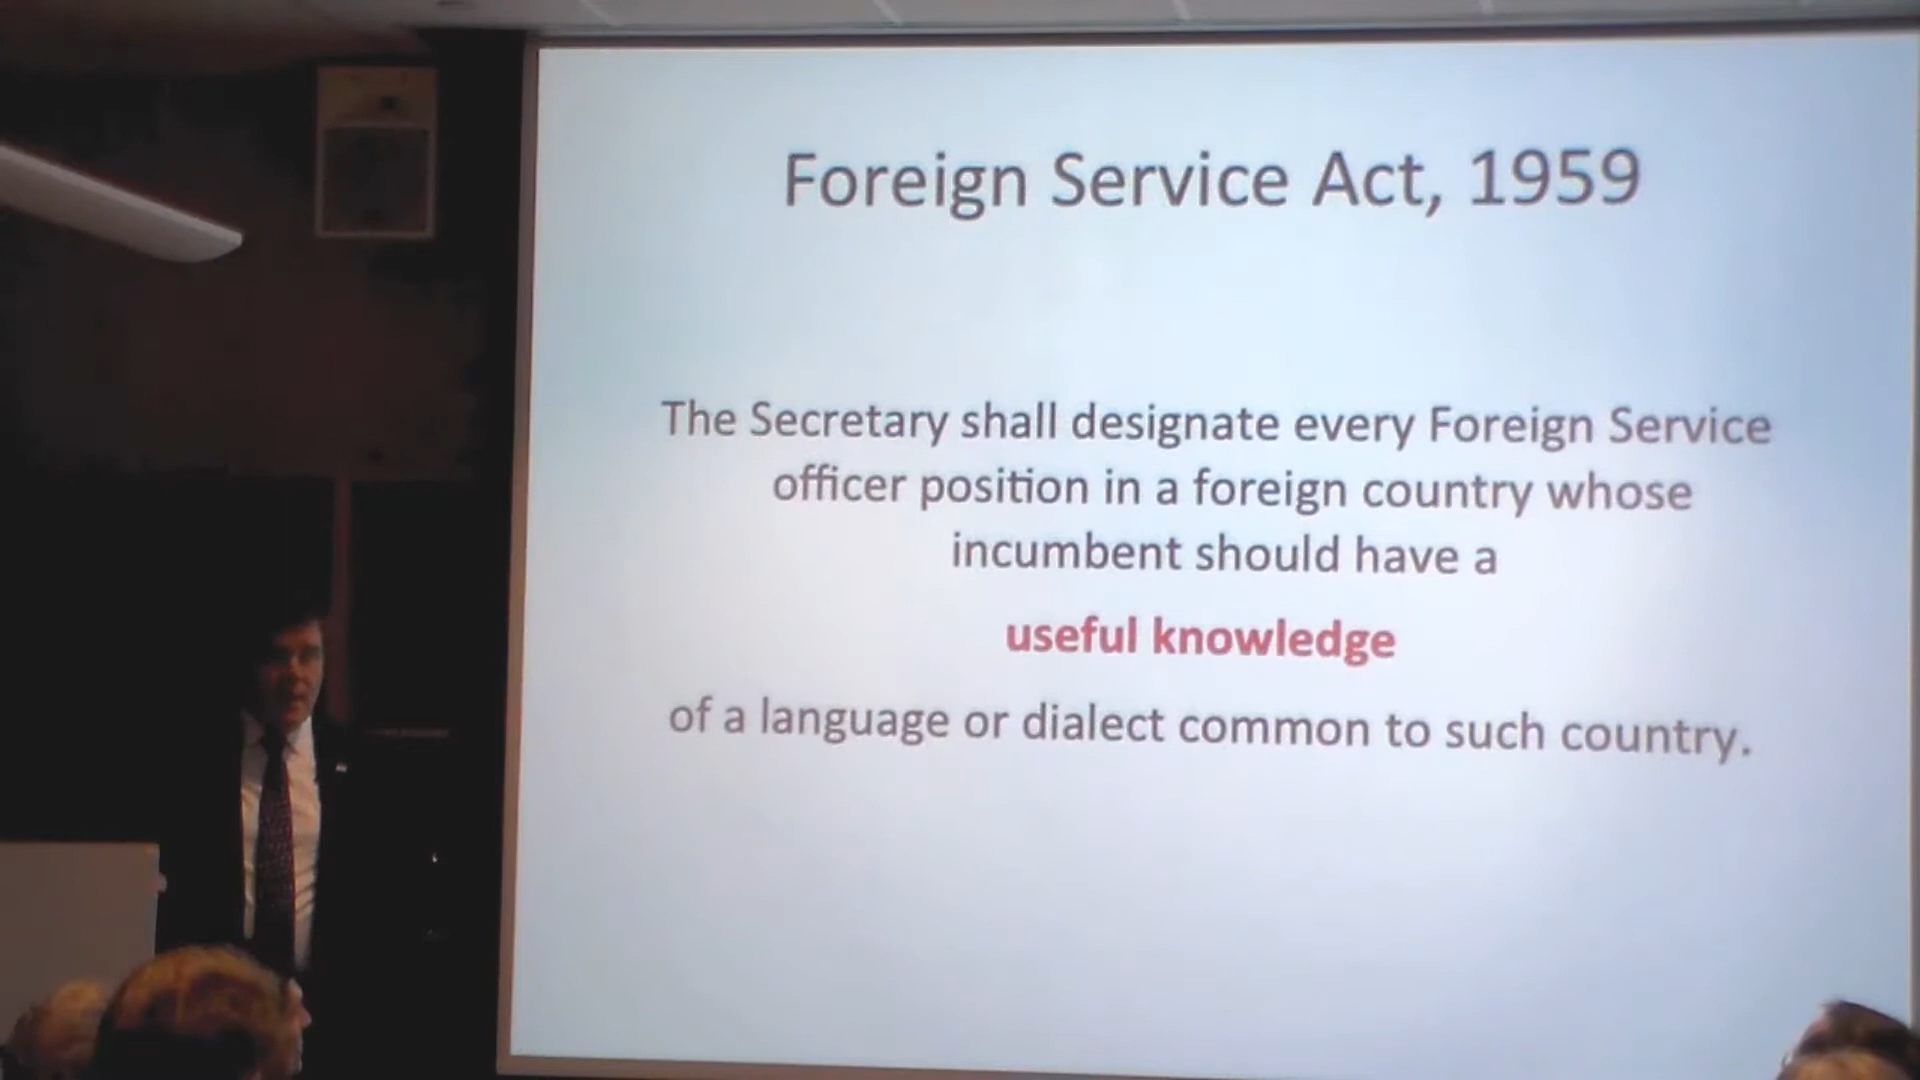 Foreign Service Act, 1959
The Secretary shall designate every Foreign Service
officer position in a foreign country whose
incumbent should have a
useful knowledge
of a language or dialect common to such country.